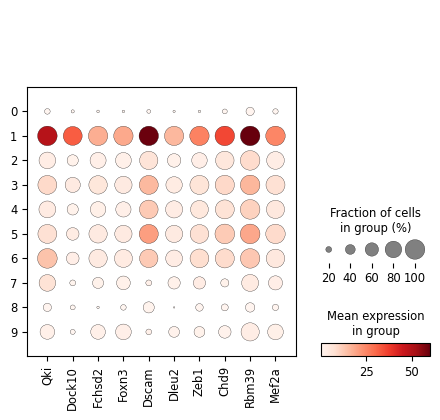 0
1
2
3
4
5
6
7
8
9
Qki
Dock10
Fchsd2
Foxn3
Dscam
Dleu2
Zeb1
Chd9
Rbm39
Mef2a
Fraction of cells
in group (%)
20 40 60 80 100
Mean expression
in group
25 50